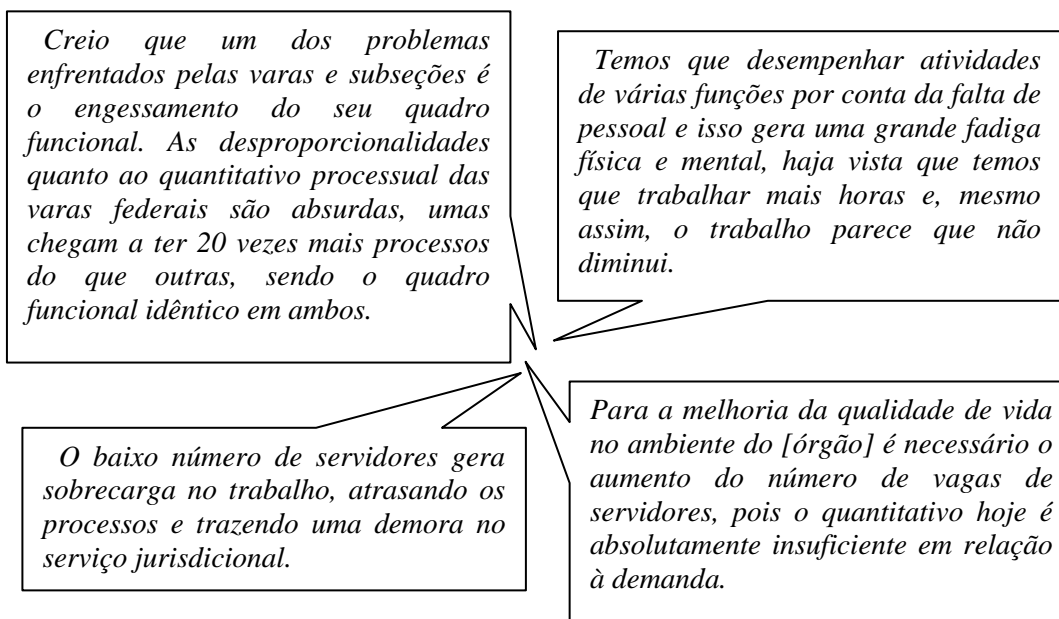 Creio que um dos problemas
enfrentados pelas varas e subseções é
o engessamento do seu quadro
funcional. As desproporcionalidades
quanto ao quantitativo processual das
varas federais são absurdas, umas
chegam a ter 20 vezes mais processos
do que outras, sendo o quadro
funcional idêntico em ambos.
Temos que desempenhar atividades
de várias funções por conta da falta de
pessoal e isso gera uma grande fadiga
física e mental, haja vista que temos
que trabalhar mais horas e, mesmo
assim, o trabalho parece que não
diminui.
O baixo número de servidores gera
sobrecarga no trabalho, atrasando os
processos e trazendo uma demora no
serviço jurisdicional.
Para a melhoria da qualidade de vida
no ambiente do [órgão] é necessário o
aumento do número de vagas de
servidores, pois o quantitativo hoje é
absolutamente insuficiente em relação
à demanda.